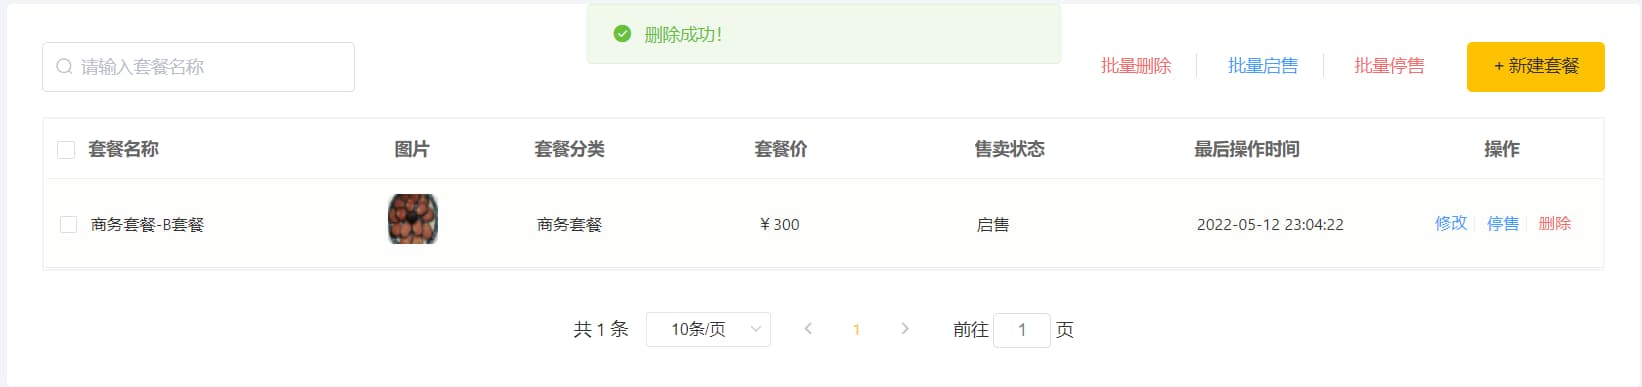 删除成功！
请输入套餐名称
批量删除 批量启售 批量停售 + 新建套餐
套餐名称 图片 套餐分类 套餐价 售卖状态 最后操作时间 操作
商务套餐-B套餐 商务套餐 ￥300 启售 2022-05-12 23:04:22 修改 停售 删除
共 1 条 10条/页 1 前往 1 页